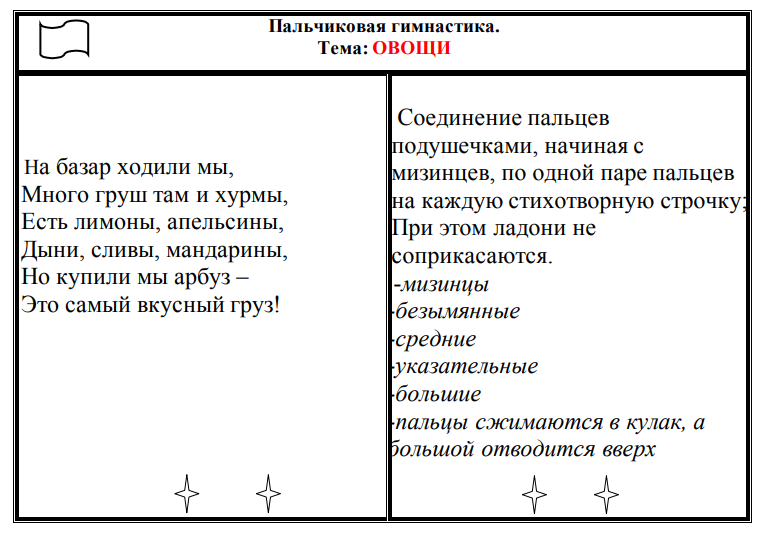 Пальчиковая гимнастика.
Тема: ОВОЩИ
На базар ходили мы,
Много груш там и хурмы,
Есть лимоны, апельсины,
Дыни, сливы, мандарины,
Но купили мы арбуз –
Это самый вкусный груз!
Соединение пальцев
подушечками, начиная с
мизинцев, по одной паре пальцев
на каждую стихотворную строчку;
При этом ладони не
соприкасаются.
-мизинцы
-безымянные
-средние
-указательные
-большие
-пальцы сжимаются в кулак, а
большой отводится вверх